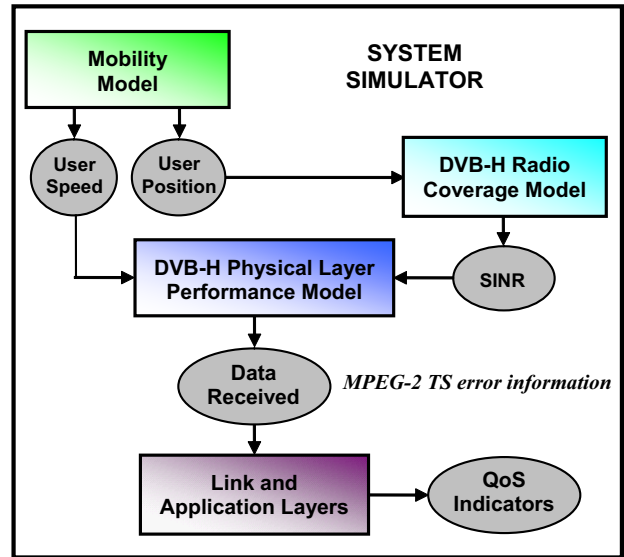 SYSTEM
SIMULATOR
Mobility
Model
User
Speed
User
Position
DVB-H Radio
Coverage Model
DVB-H Physical Layer
Performance Model
SINR
Data
Received
MPEG-2 TS error information
Link and
Application Layers
QoS
Indicators